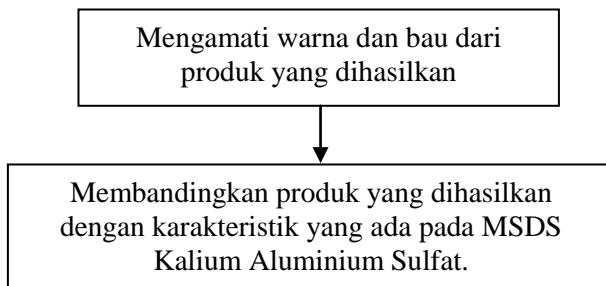 Mengamati warna dan bau dari
produk yang dihasilkan
Membandingkan produk yang dihasilkan
dengan karakteristik yang ada pada MSDS
Kalium Aluminium Sulfat.